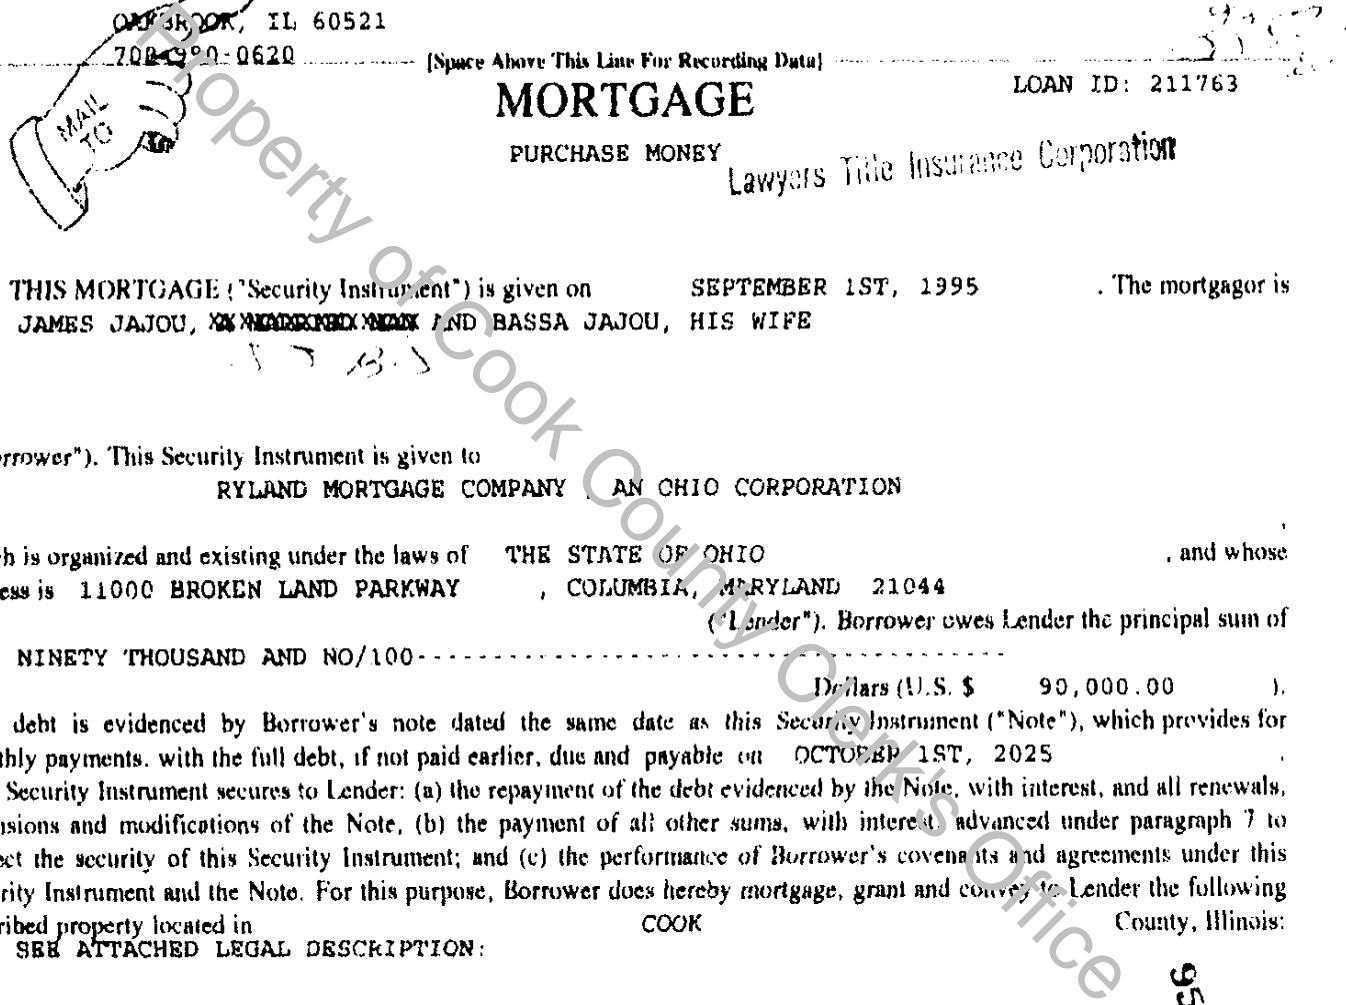 OAKBROOK, IL 60521
708-990-0620 [Space Above This Line For Recording Data]
LOAN ID: 211763
MORTGAGE
MAIL TO
PURCHASE MONEY
Lawyers Title Insurance Corporation
THIS MORTGAGE ("Security Instrument") is given on SEPTEMBER 1ST, 1995 . The mortgagor is
JAMES JAJOU, AND BASSA JAJOU, HIS WIFE
J J B.J
rrower"). This Security Instrument is given to
RYLAND MORTGAGE COMPANY , AN OHIO CORPORATION
,
h is organized and existing under the laws of THE STATE OF OHIO , and whose
ess is 11000 BROKEN LAND PARKWAY , COLUMBIA, MARYLAND 21044
("Lender"). Borrower owes Lender the principal sum of
NINETY THOUSAND AND NO/100---------------------------------------
Dollars (U.S. $ 90,000.00 ).
debt is evidenced by Borrower's note dated the same date as this Security Instrument ("Note"), which provides for
thly payments, with the full debt, if not paid earlier, due and payable on OCTOBER 1ST, 2025 .
Security Instrument secures to Lender: (a) the repayment of the debt evidenced by the Note, with interest, and all renewals,
nsions and modifications of the Note, (b) the payment of all other sums, with interest, advanced under paragraph 7 to
ect the security of this Security Instrument; and (c) the performance of Borrower's covenants and agreements under this
rity Instrument and the Note. For this purpose, Borrower does hereby mortgage, grant and convey to Lender the following
ribed property located in COOK County, Illinois:
SEE ATTACHED LEGAL DESCRIPTION:
95
Property of Cook County Clerk's Office